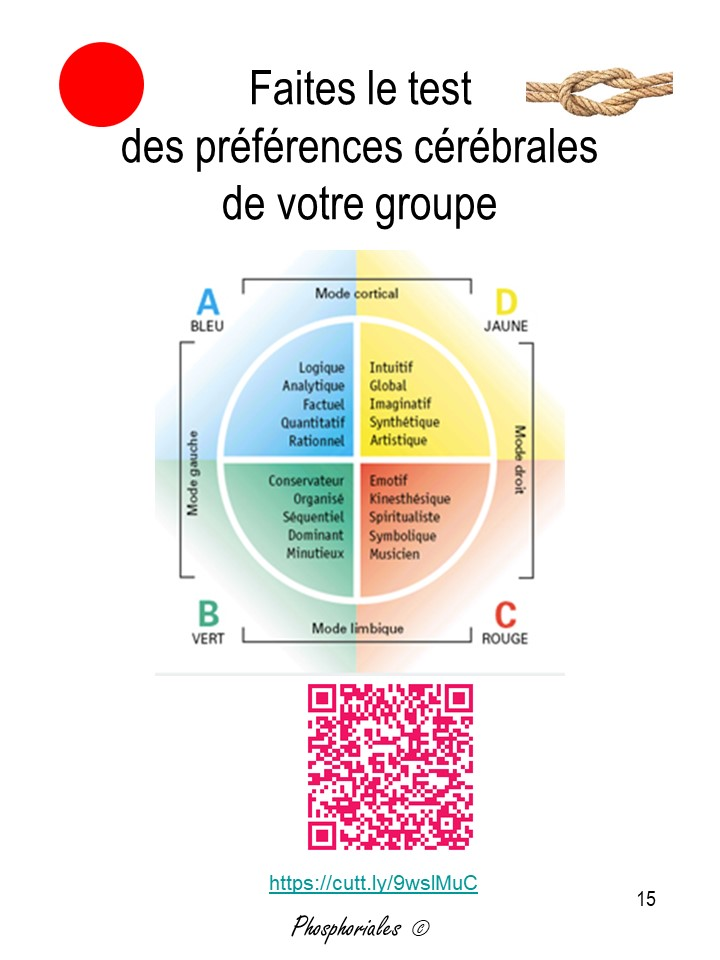 Faites le test
des préférences cérébrales
de votre groupe
Mode cortical
A
BLEU
D
JAUNE
Mode gauche
Logique
Analytique
Factuel
Quantitatif
Rationnel
Intuitif
Global
Imaginatif
Synthétique
Artistique
Mode droit
Conservateur
Organisé
Séquentiel
Dominant
Minutieux
Emotif
Kinesthésique
Spiritualiste
Symbolique
Musicien
B
VERT
Mode limbique
C
ROUGE
https://cutt.ly/9wslMuC
15
Phosphoriales ©